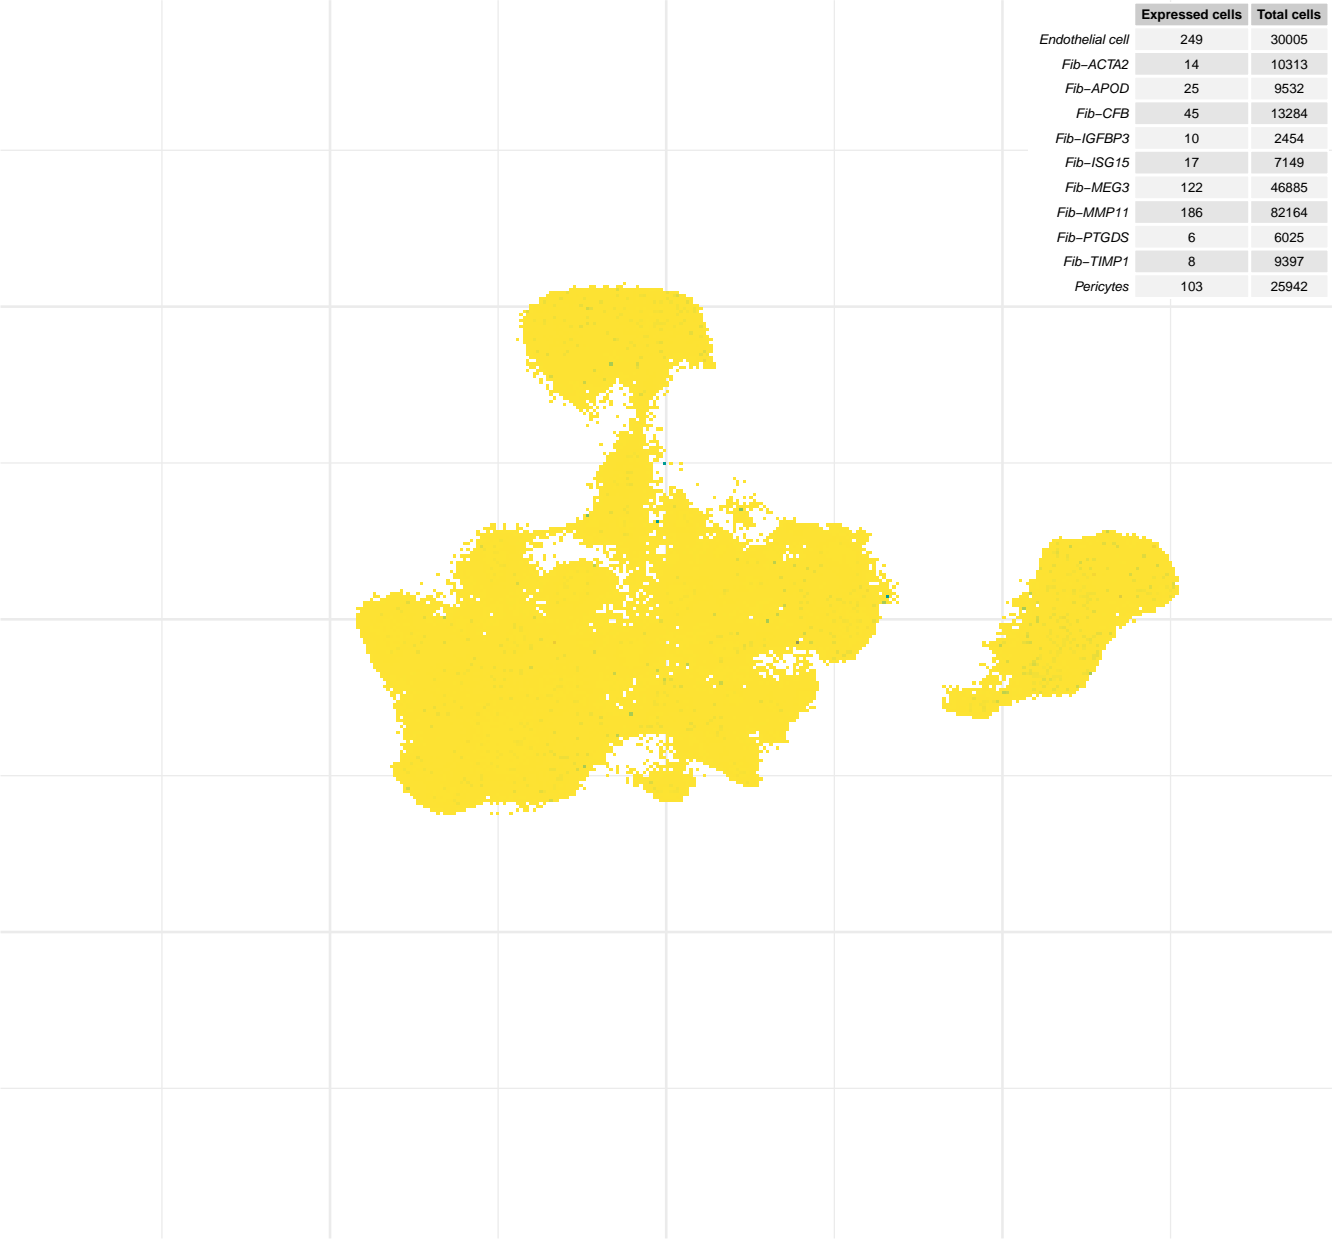 Expressed cells Total cells
Endothelial cell 249 30005
Fib−ACTA2 14 10313
Fib−APOD 25 9532
Fib−CFB 45 13284
Fib−IGFBP3 10 2454
Fib−ISG15 17 7149
Fib−MEG3 122 46885
Fib−MMP11 186 82164
Fib−PTGDS 6 6025
Fib−TIMP1 8 9397
Pericytes 103 25942